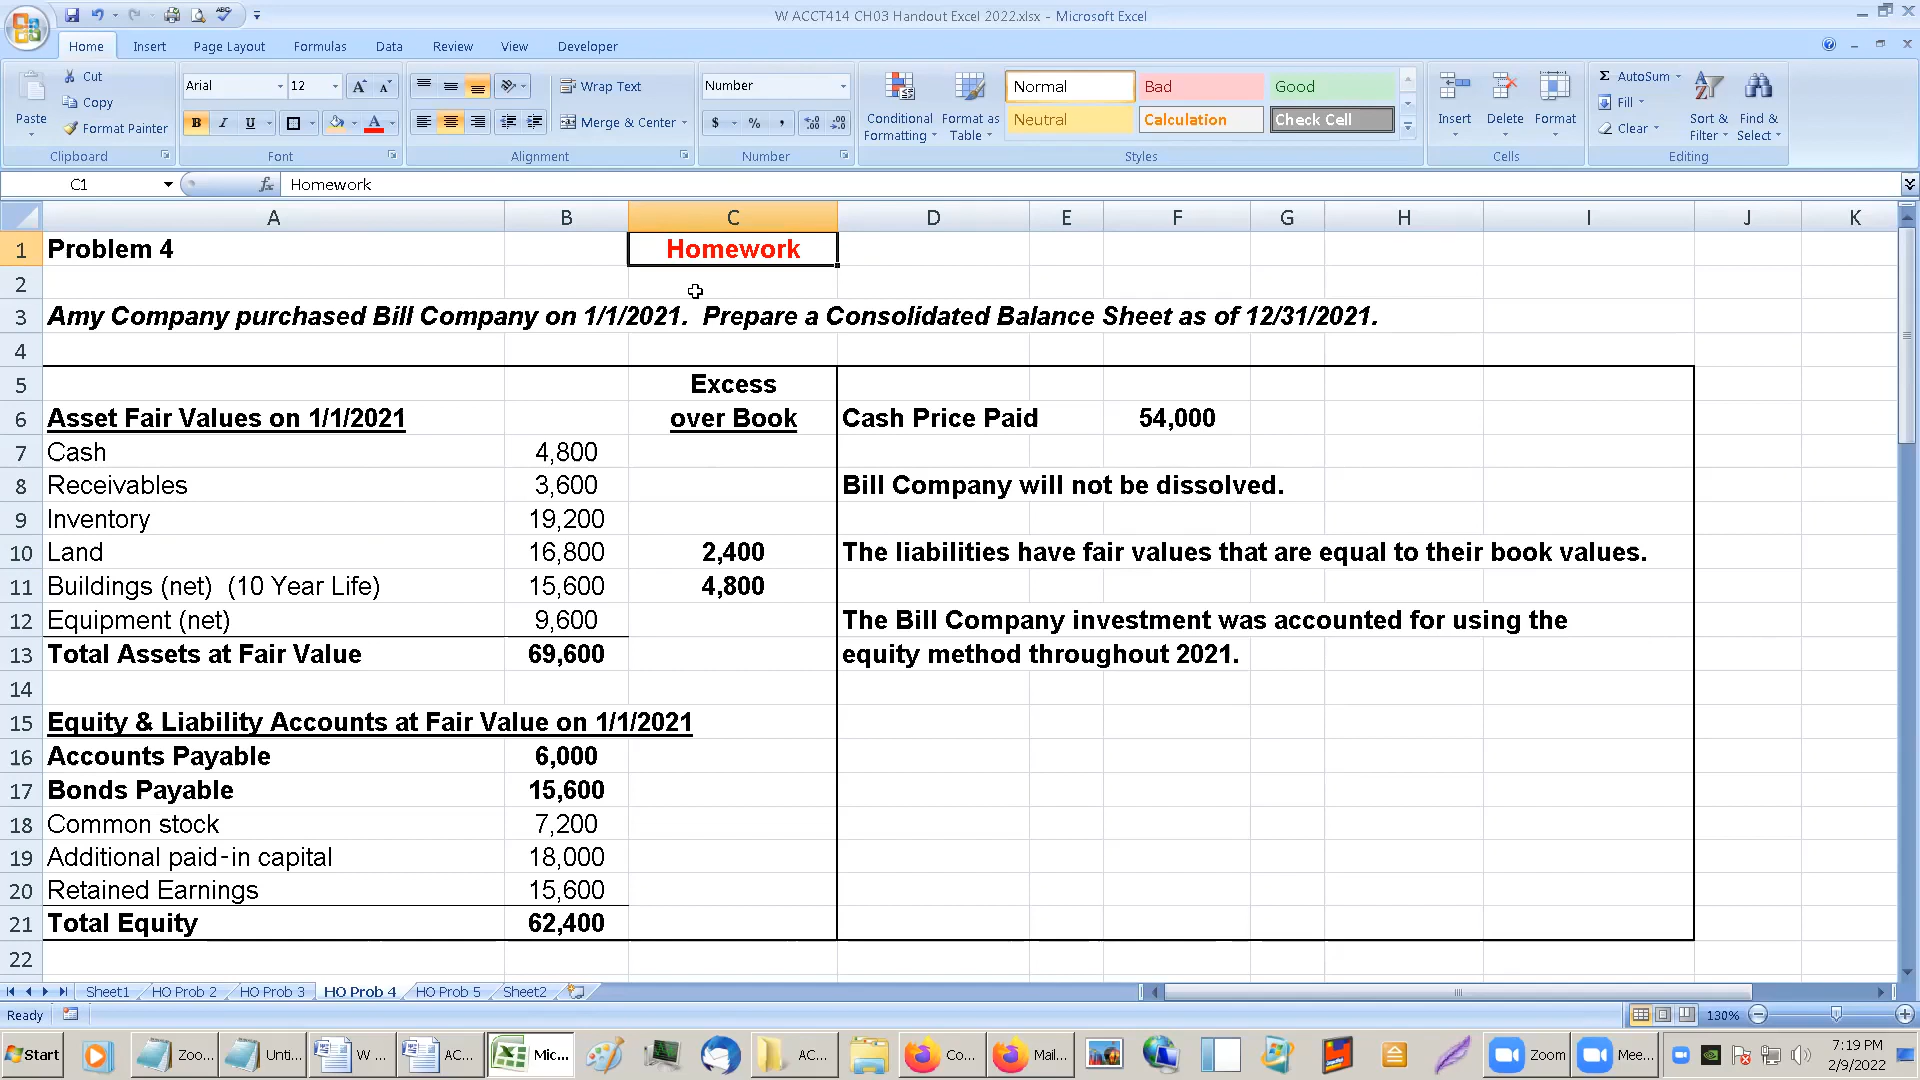 W ACCT414 CH03 Handout Excel 2022.xlsx - Microsoft Excel
Home Insert Page Layout Formulas Data Review View Developer
Paste
Cut
Copy
Format Painter
Clipboard
Arial 12
B I U
Font
Wrap Text
Merge & Center
Alignment
Number
$ % ,
Number
Conditional Formatting
Format as Table
Normal Bad Good
Neutral Calculation Check Cell
Styles
Insert Delete Format
Cells
Σ AutoSum
Fill
Clear
Sort & Filter
Find & Select
Editing
C1 fx Homework
A B C D E F G H I J K
1 Problem 4 Homework
2
3 Amy Company purchased Bill Company on 1/1/2021. Prepare a Consolidated Balance Sheet as of 12/31/2021.
4
5 Excess
6 Asset Fair Values on 1/1/2021 over Book Cash Price Paid 54,000
7 Cash 4,800
8 Receivables 3,600 Bill Company will not be dissolved.
9 Inventory 19,200
10 Land 16,800 2,400 The liabilities have fair values that are equal to their book values.
11 Buildings (net) (10 Year Life) 15,600 4,800
12 Equipment (net) 9,600 The Bill Company investment was accounted for using the
13 Total Assets at Fair Value 69,600 equity method throughout 2021.
14
15 Equity & Liability Accounts at Fair Value on 1/1/2021
16 Accounts Payable 6,000
17 Bonds Payable 15,600
18 Common stock 7,200
19 Additional paid-in capital 18,000
20 Retained Earnings 15,600
21 Total Equity 62,400
22
Sheet1 HO Prob 2 HO Prob 3 HO Prob 4 HO Prob 5 Sheet2
Ready 130%
Start Zoo... Unti... W ... AC... Mic... AC... Co... Mail... Zoom Mee... 7:19 PM
2/9/2022